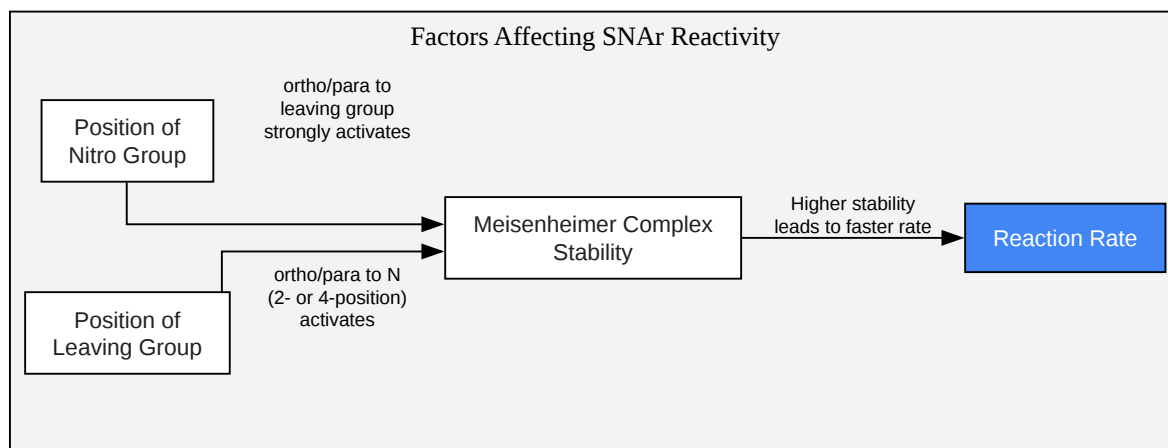 Factors Affecting SNAr Reactivity
ortho/para to
leaving group
strongly activates
Position of
Nitro Group
Meisenheimer Complex
Stability
Higher stability
leads to faster rate
Reaction Rate
ortho/para to N
(2- or 4-position)
activates
Position of
Leaving Group